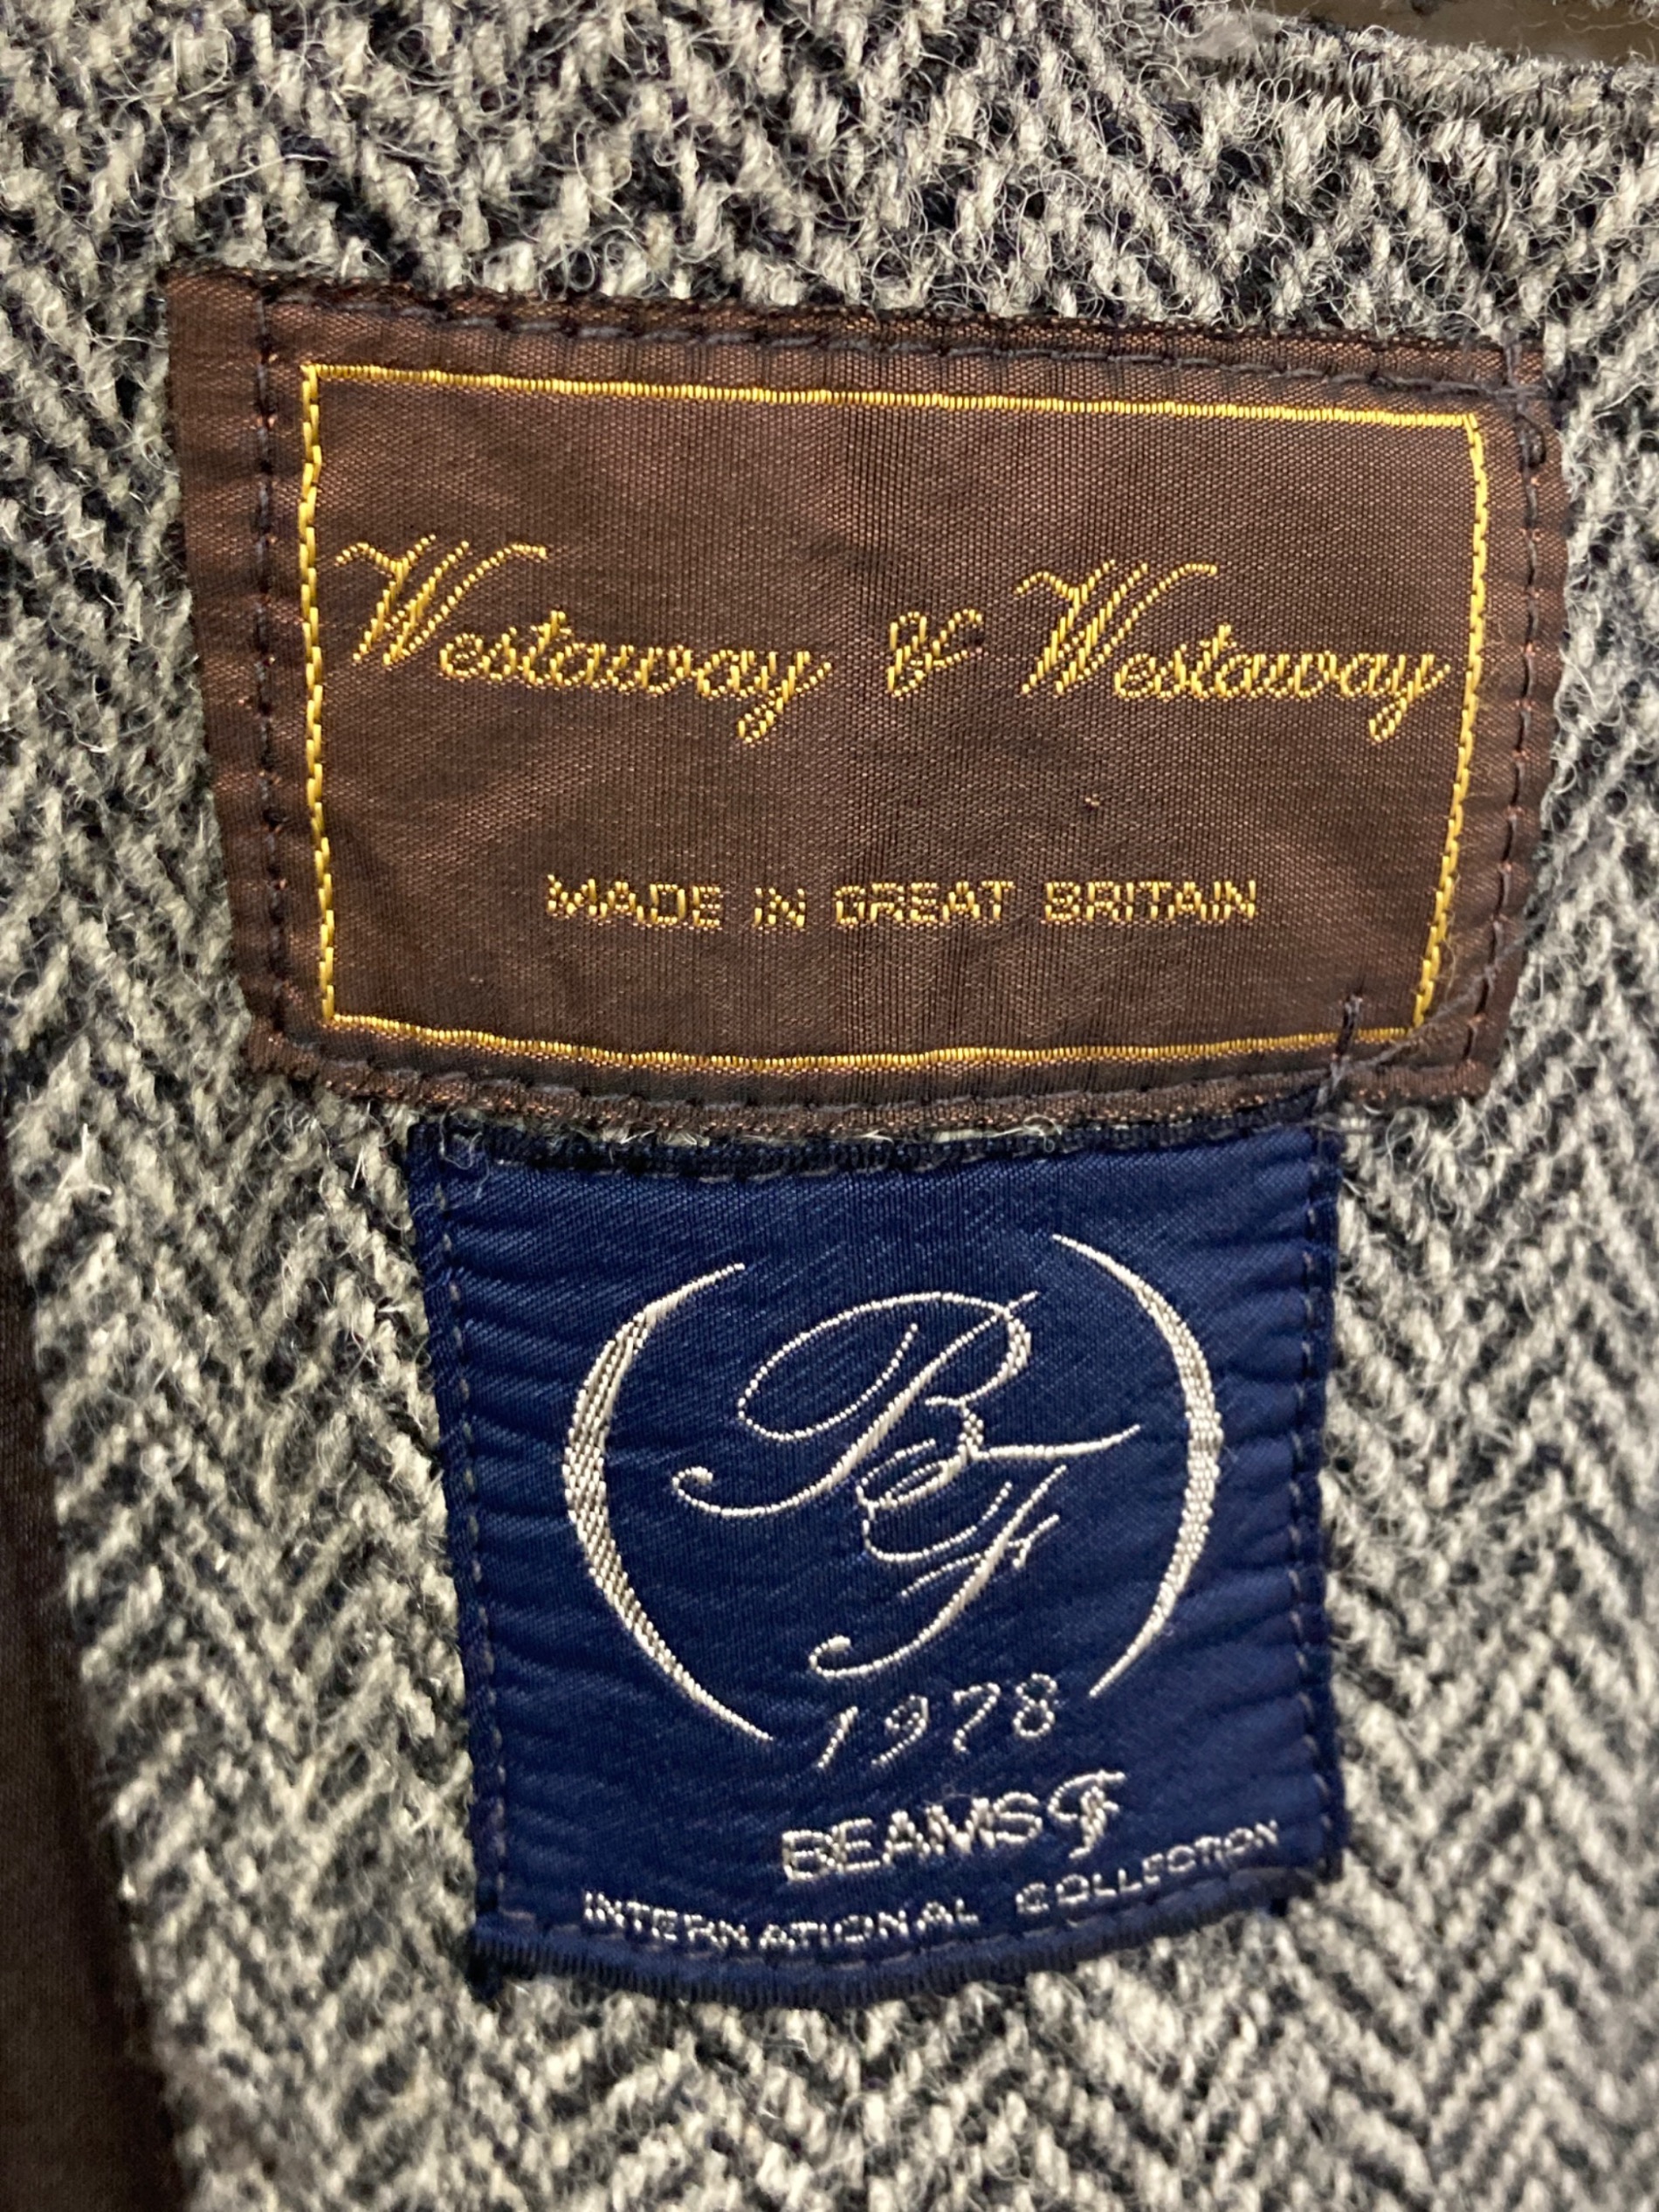 Westaway & Westaway
MADE IN GREAT BRITAIN
BF
1978
BEAMS F
INTERNATIONAL COLLECTION